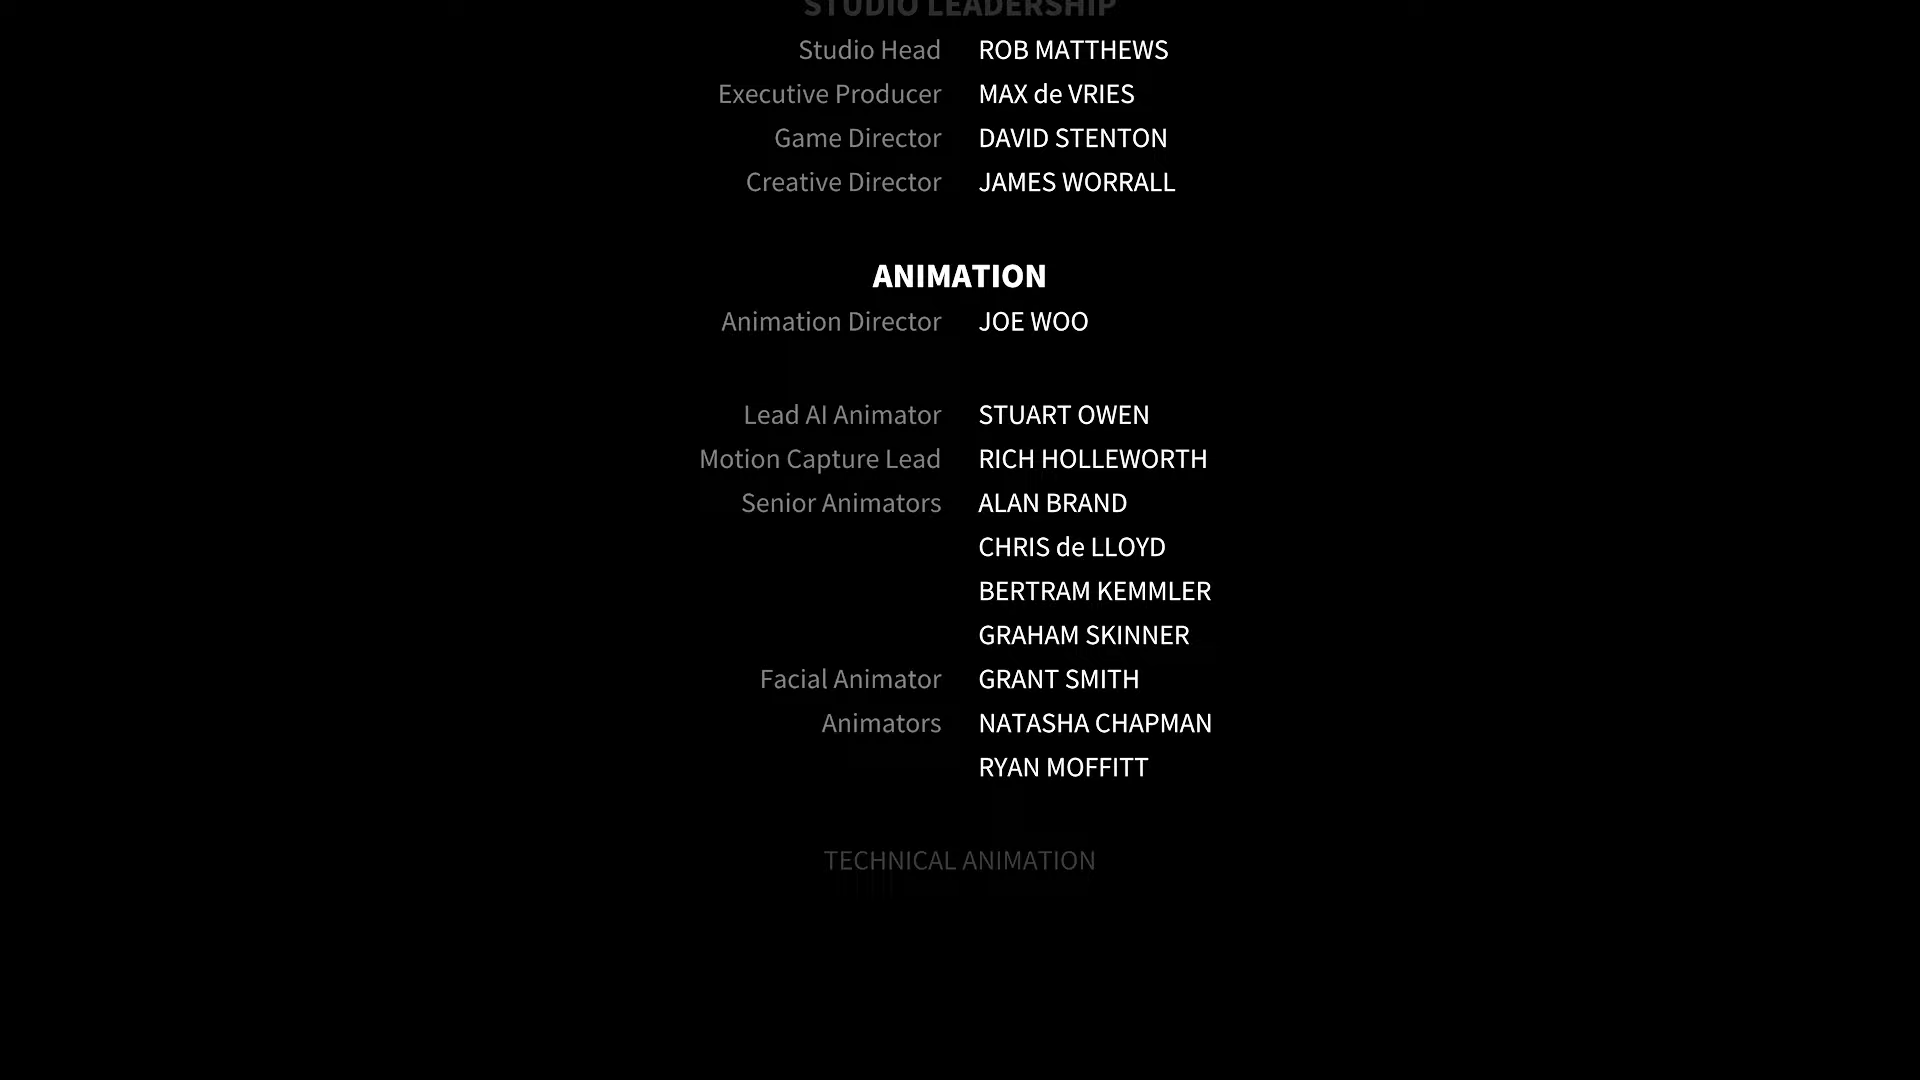 STUDIO LEADERSHIP
Studio Head ROB MATTHEWS
Executive Producer MAX de VRIES
Game Director DAVID STENTON
Creative Director JAMES WORRALL
ANIMATION
Animation Director JOE WOO
Lead AI Animator STUART OWEN
Motion Capture Lead RICH HOLLEWORTH
Senior Animators ALAN BRAND
CHRIS de LLOYD
BERTRAM KEMMLER
GRAHAM SKINNER
Facial Animator GRANT SMITH
Animators NATASHA CHAPMAN
RYAN MOFFITT
TECHNICAL ANIMATION